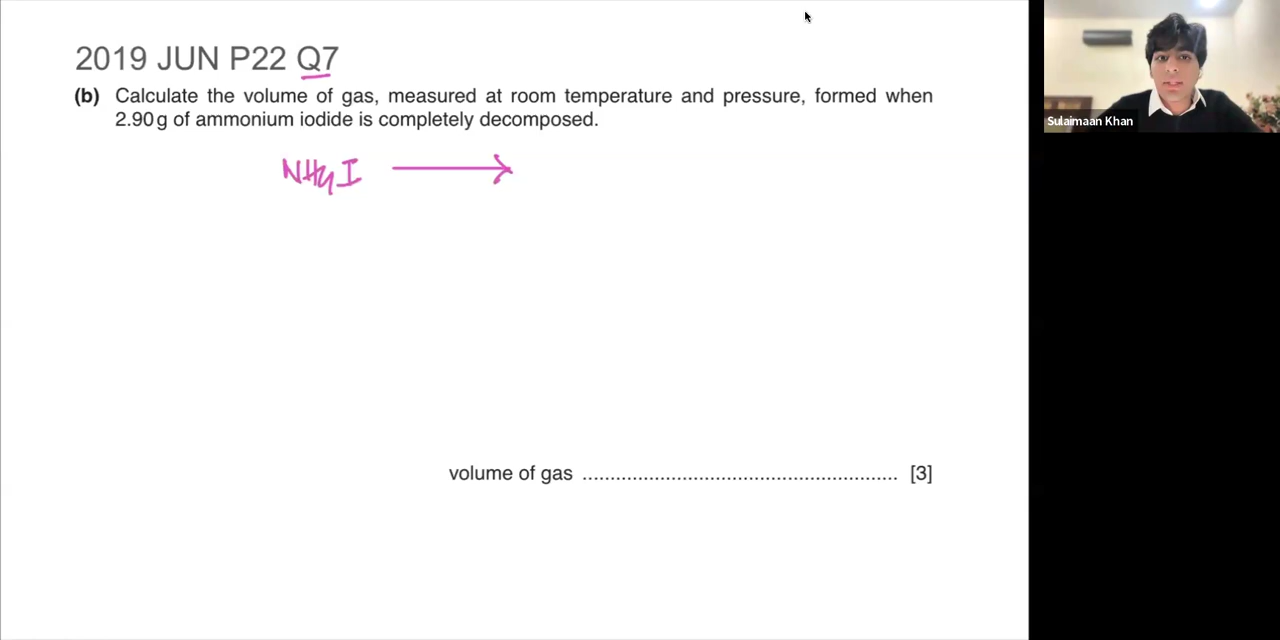 2019 JUN P22 Q7
(b) Calculate the volume of gas, measured at room temperature and pressure, formed when
2.90 g of ammonium iodide is completely decomposed.
NH4I →
volume of gas ........................................................ [3]
Sulaimaan Khan